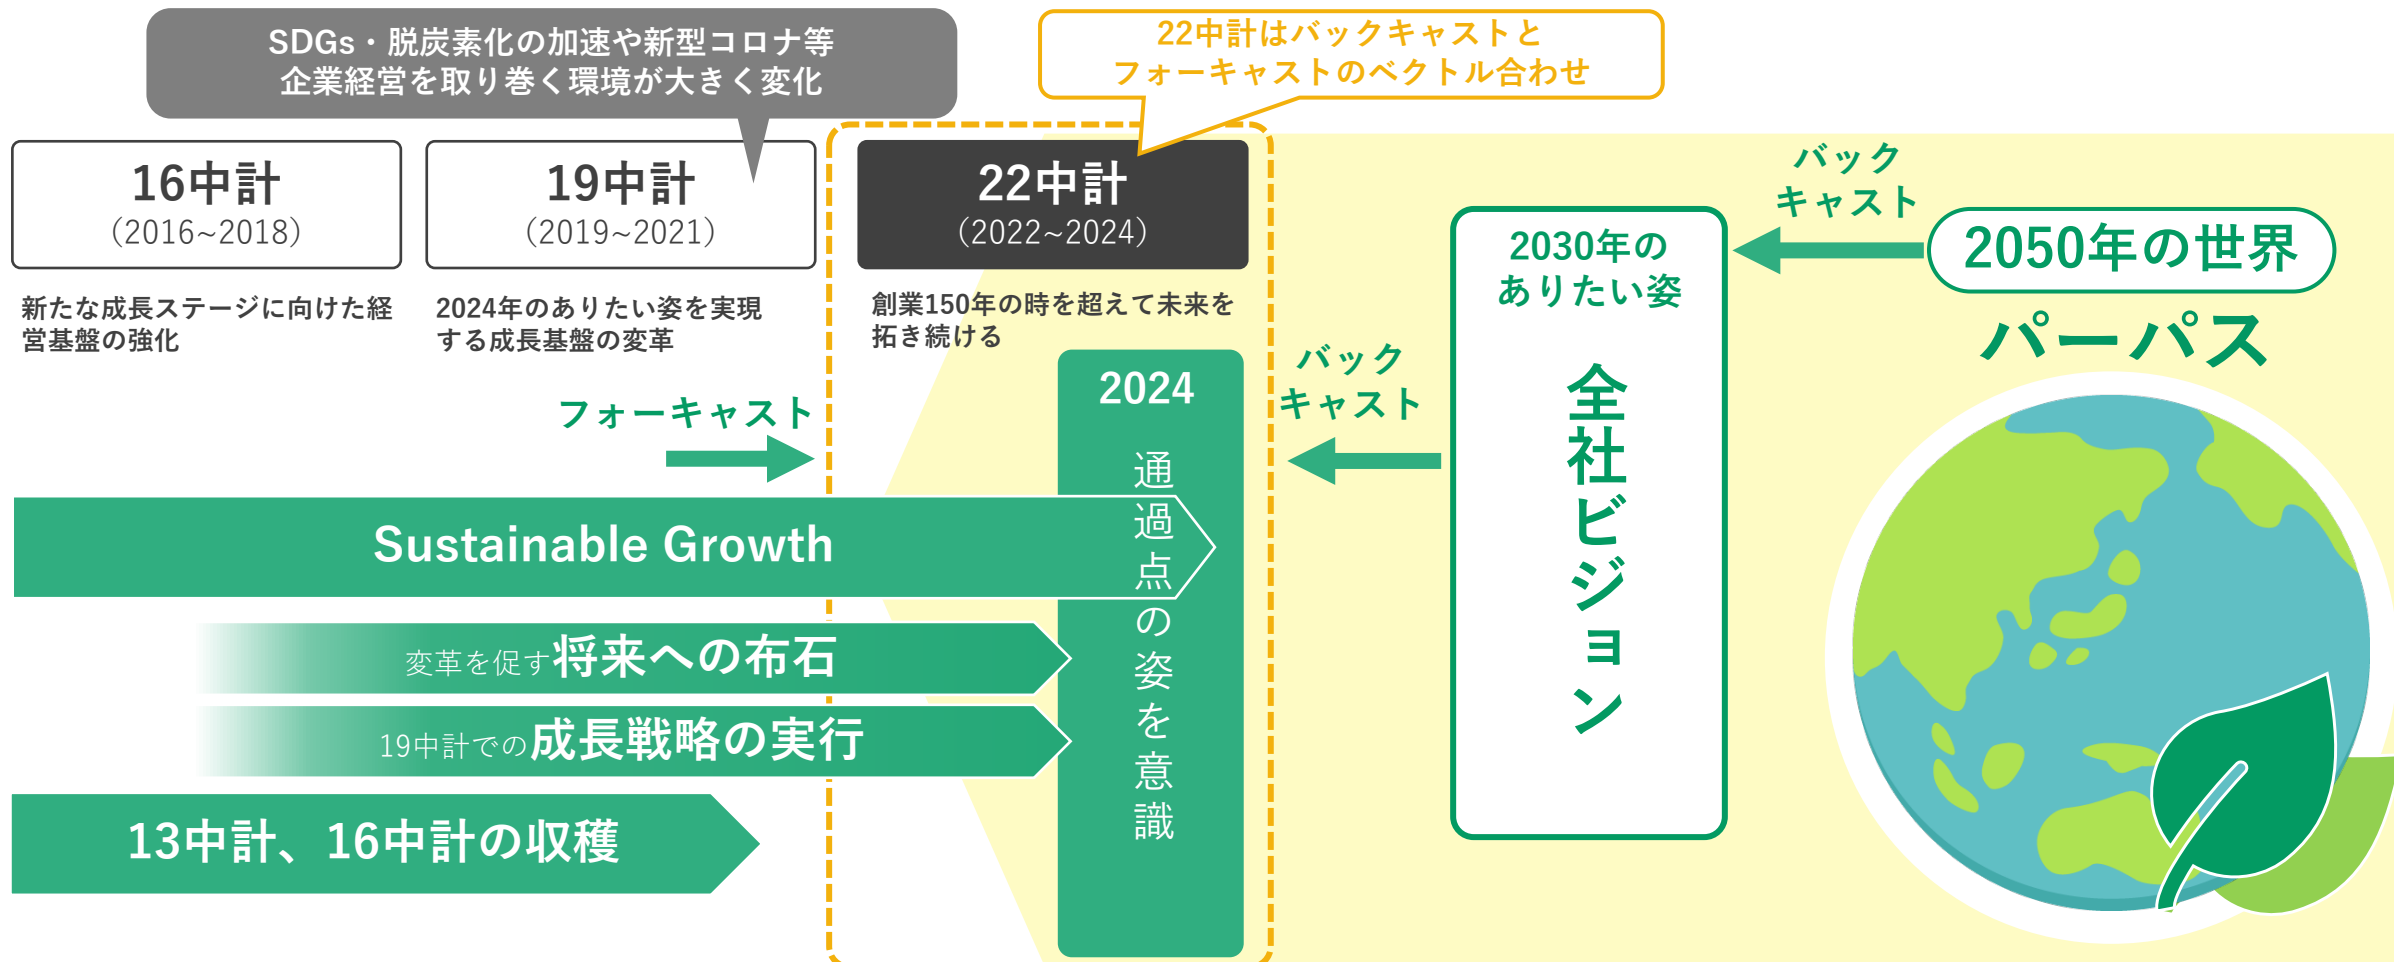 SDGs・脱炭素化の加速や新型コロナ等
企業経営を取り巻く環境が大きく変化
22中計はバックキャストと
フォーキャストのベクトル合わせ
16中計
(2016~2018)
新たな成長ステージに向けた経
営基盤の強化
19中計
(2019~2021)
2024年のありたい姿を実現
する成長基盤の変革
22中計
(2022~2024)
創業150年の時を超えて未来を
拓き続ける
フォーキャスト
2024
通過点の姿を意識
バック
キャスト
2030年の
ありたい姿
全社ビジョン
バック
キャスト
2050年の世界
パーパス
Sustainable Growth
変革を促す将来への布石
19中計での成長戦略の実行
13中計、16中計の収穫